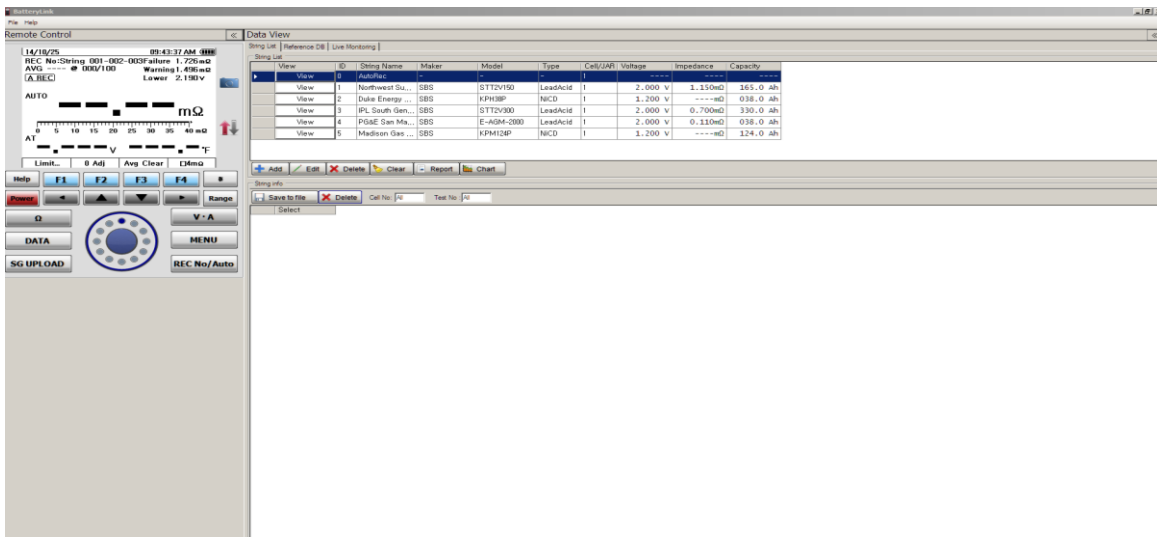 BatteryLink
File Help
Remote Control
14/10/25 09:43:37 AM
REC No:String 001-002-003 Failure 1.726mΩ
AVG ---- @ 000/100 Warning 1.496mΩ
A REC Lower 2.190V
AUTO
--.-- mΩ
0 5 10 15 20 25 30 35 40 mΩ
AT
-.--- V ---.- °F
Limit... 0 Adj Avg Clear □4mΩ
Help F1 F2 F3 F4
Power Range
Ω V・A
DATA MENU
SG UPLOAD REC No/Auto
Data View
String List Reference DB Live Monitoring
String List
View ID String Name Maker Model Type Cell/JAR Voltage Impedance Capacity
View 0 AutoRec - - - 1 ---- ---- ----
View 1 Northwest Su... SBS STT2V150 LeadAcid 1 2.000 V 1.150mΩ 165.0 Ah
View 2 Duke Energy ... SBS KPH38P NICD 1 1.200 V ----mΩ 038.0 Ah
View 3 IPL South Gen... SBS STT2V300 LeadAcid 1 2.000 V 0.700mΩ 330.0 Ah
View 4 PG&E San Ma... SBS E-AGM-2000 LeadAcid 1 2.000 V 0.110mΩ 038.0 Ah
View 5 Madison Gas ... SBS KPM124P NICD 1 1.200 V ----mΩ 124.0 Ah
Add Edit Delete Clear Report Chart
String info
Save to file Delete Cell No: All Test No: All
Select